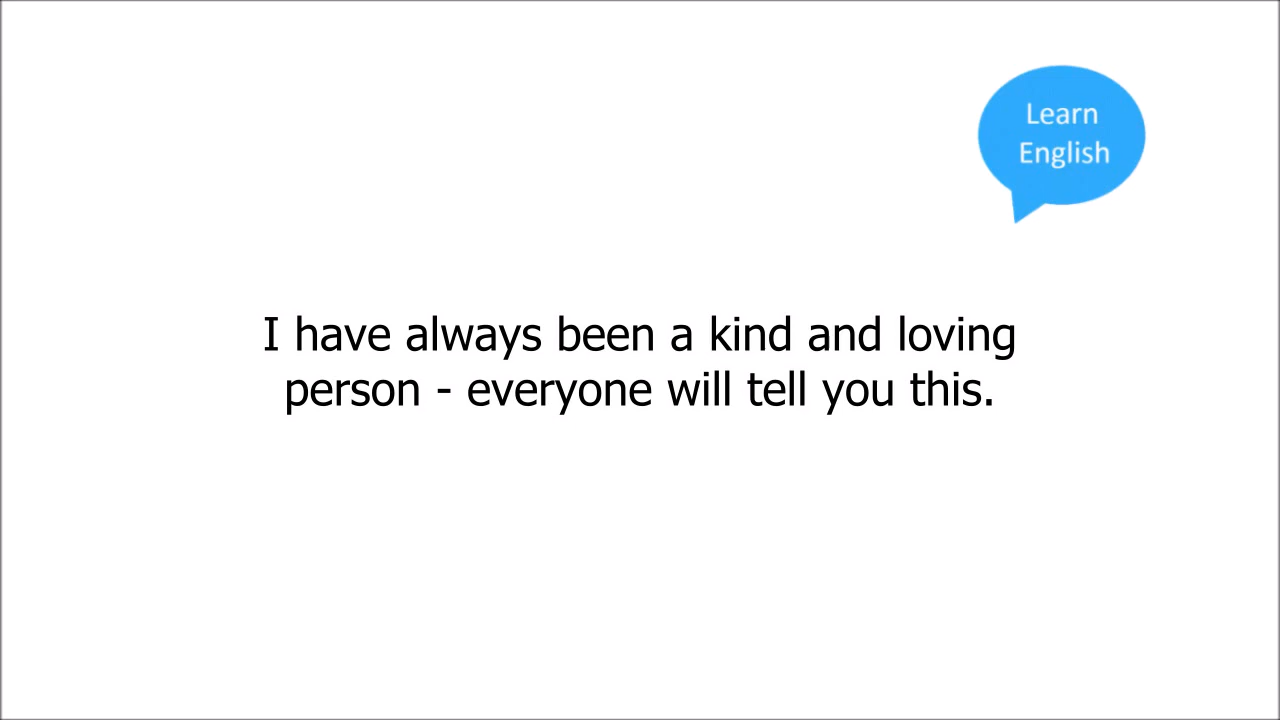 Learn
English
I have always been a kind and loving
person - everyone will tell you this.